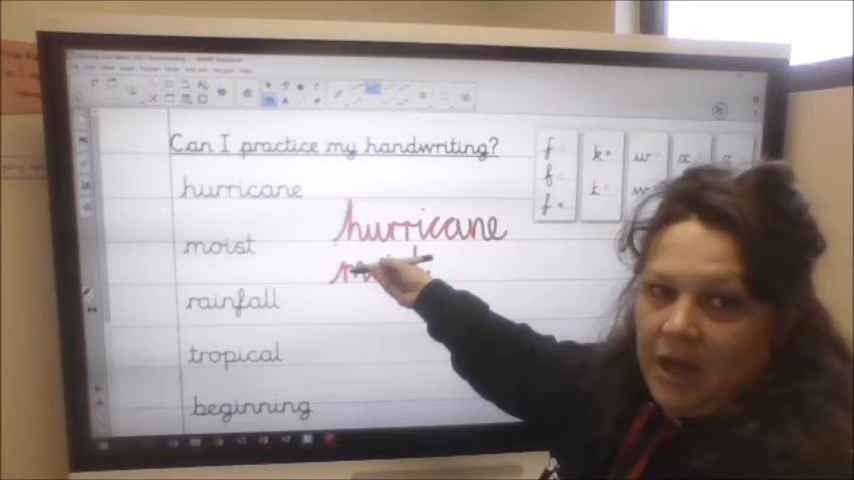 Can I practice my handwriting?
hurricane
hurricane
moist
rainfall
tropical
beginning
f
k
w
x
f
k
w
f